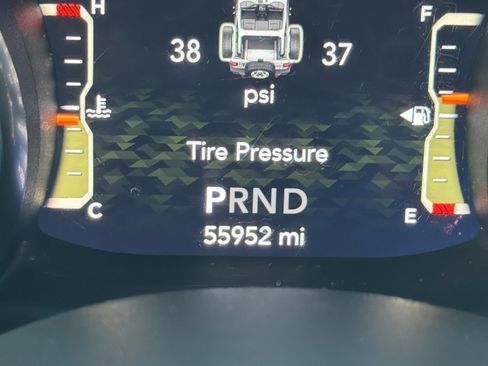 H F
38 37
psi
Tire Pressure
PRND
C E
55952 mi